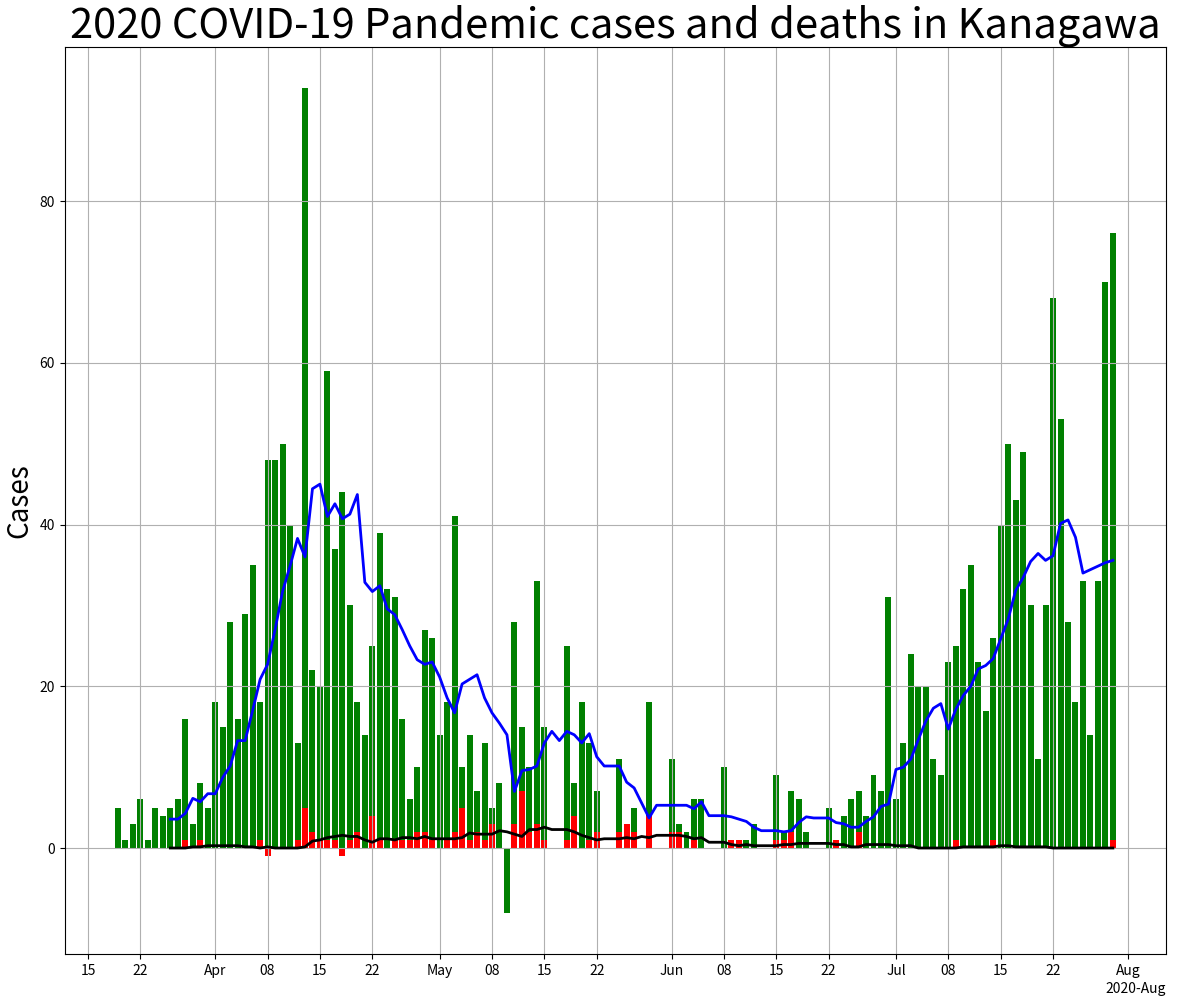 2020 COVID-19 Pandemic cases and deaths in Kanagawa
Cases
80
60
40
20
0
15 22 Apr 08 15 22 May 08 15 22 Jun 08 15 22 Jul 08 15 22 Aug
2020-Aug